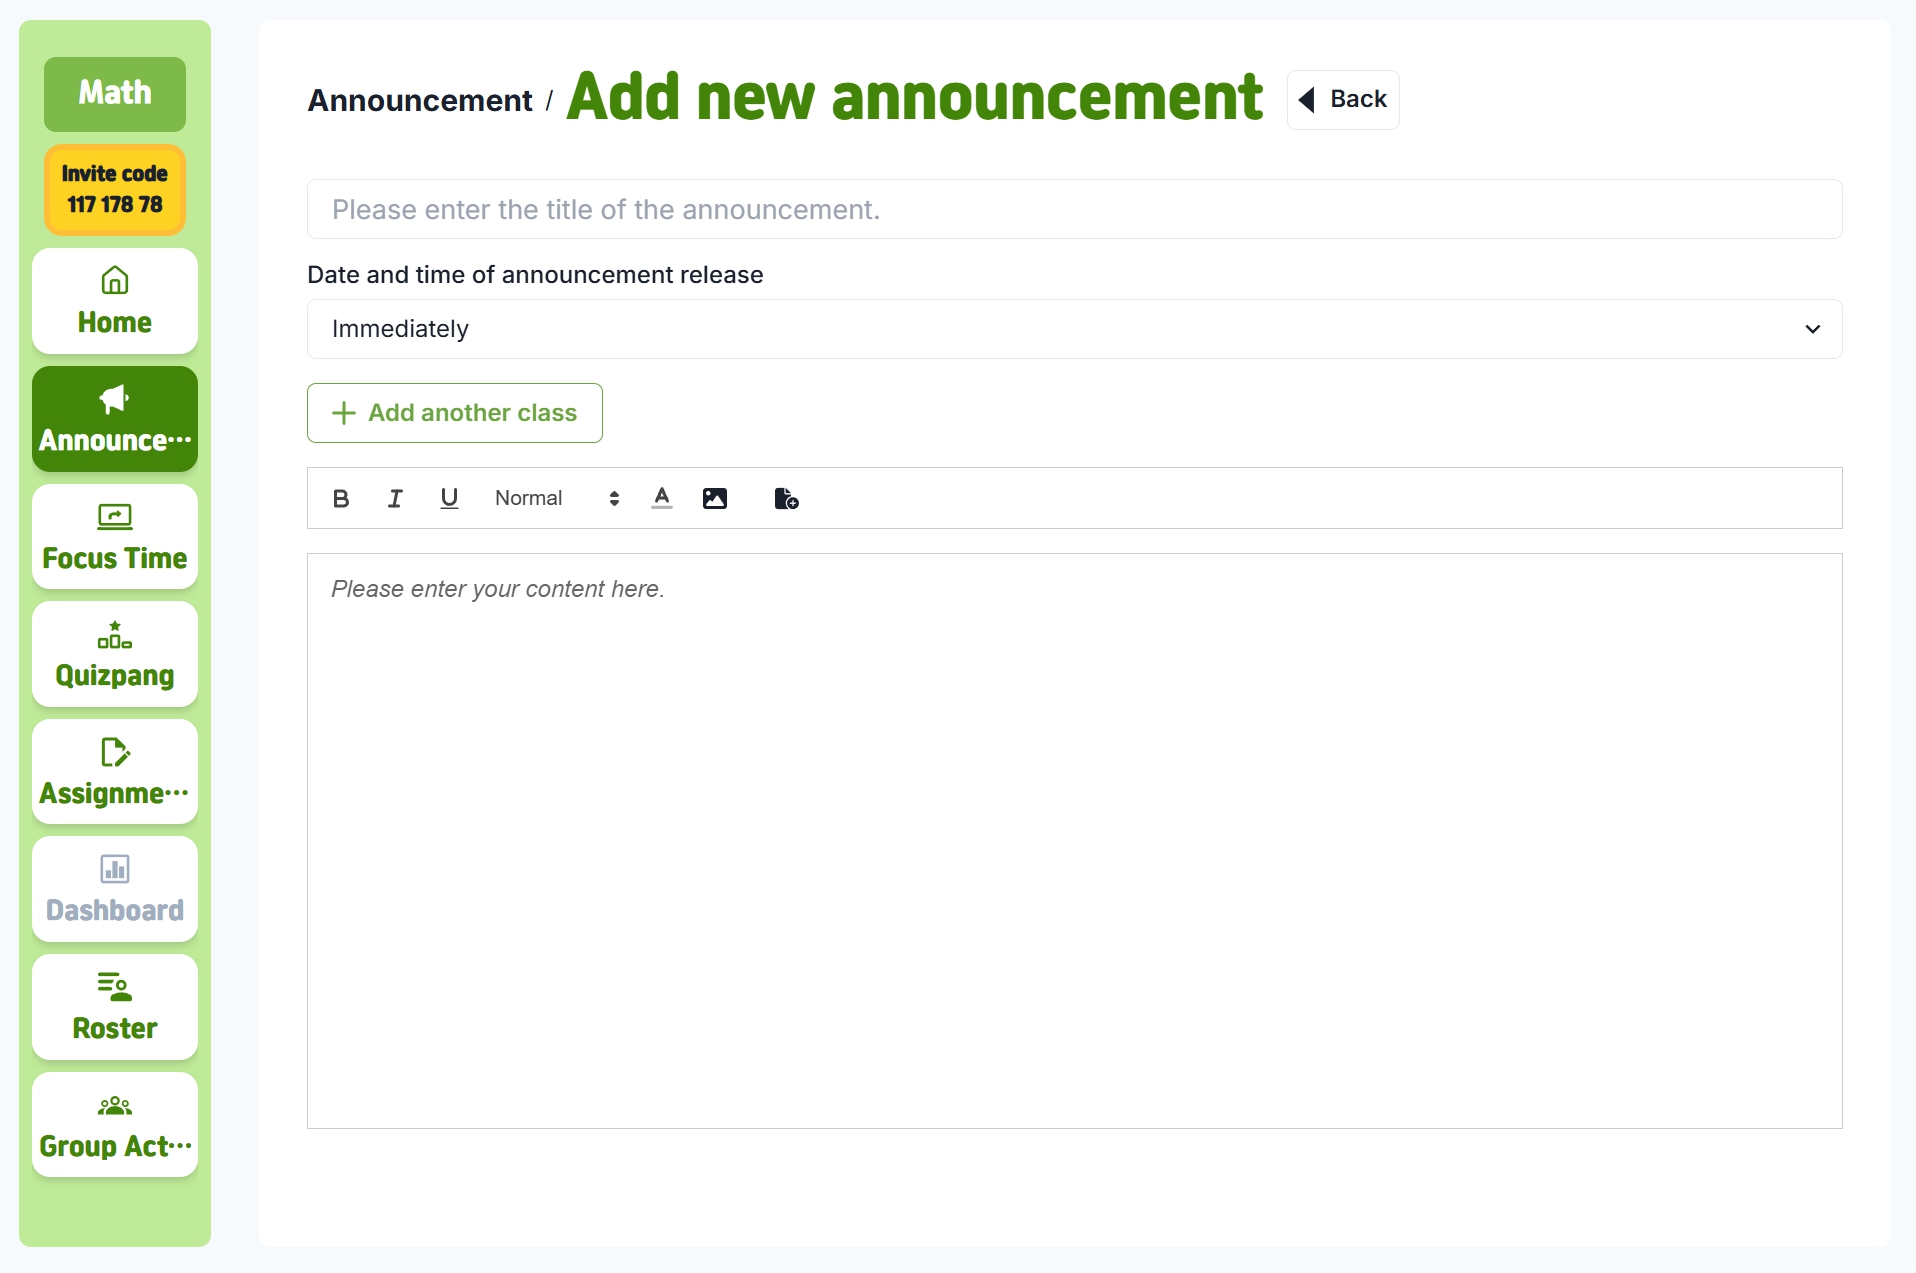 Math
Invite code
117 178 78
Home
Announce···
Focus Time
Quizpang
Assignme···
Dashboard
Roster
Group Act···
Announcement / Add new announcement
Back
Please enter the title of the announcement.
Date and time of announcement release
Immediately
Add another class
B I U Normal A
Please enter your content here.